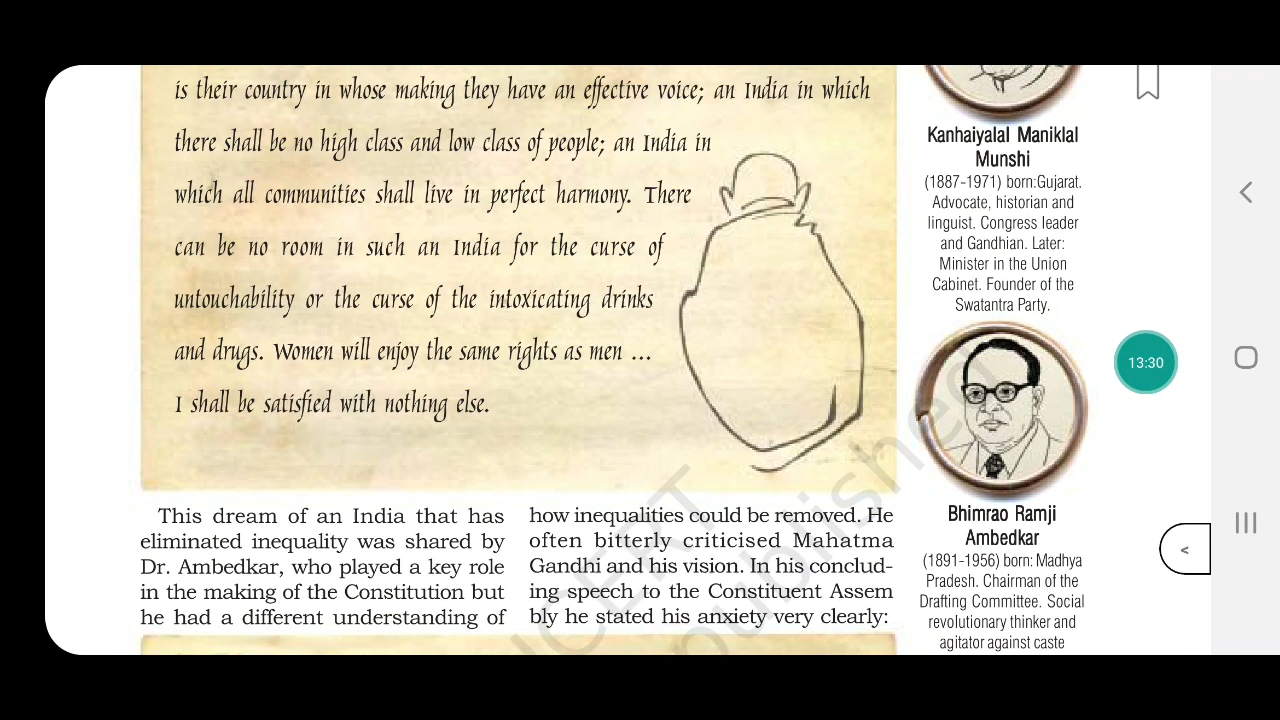 is their country in whose making they have an effective voice; an India in which
there shall be no high class and low class of people; an India in
which all communities shall live in perfect harmony. There
can be no room in such an India for the curse of
untouchability or the curse of the intoxicating drinks
and drugs. Women will enjoy the same rights as men ...
I shall be satisfied with nothing else.
This dream of an India that has
eliminated inequality was shared by
Dr. Ambedkar, who played a key role
in the making of the Constitution but
he had a different understanding of
how inequalities could be removed. He
often bitterly criticised Mahatma
Gandhi and his vision. In his conclud-
ing speech to the Constituent Assem
bly he stated his anxiety very clearly:
Kanhaiyalal Maniklal
Munshi
(1887-1971) born:Gujarat.
Advocate, historian and
linguist. Congress leader
and Gandhian. Later:
Minister in the Union
Cabinet. Founder of the
Swatantra Party.
Bhimrao Ramji
Ambedkar
(1891-1956) born: Madhya
Pradesh. Chairman of the
Drafting Committee. Social
revolutionary thinker and
agitator against caste
13:30
<
NCERT
published